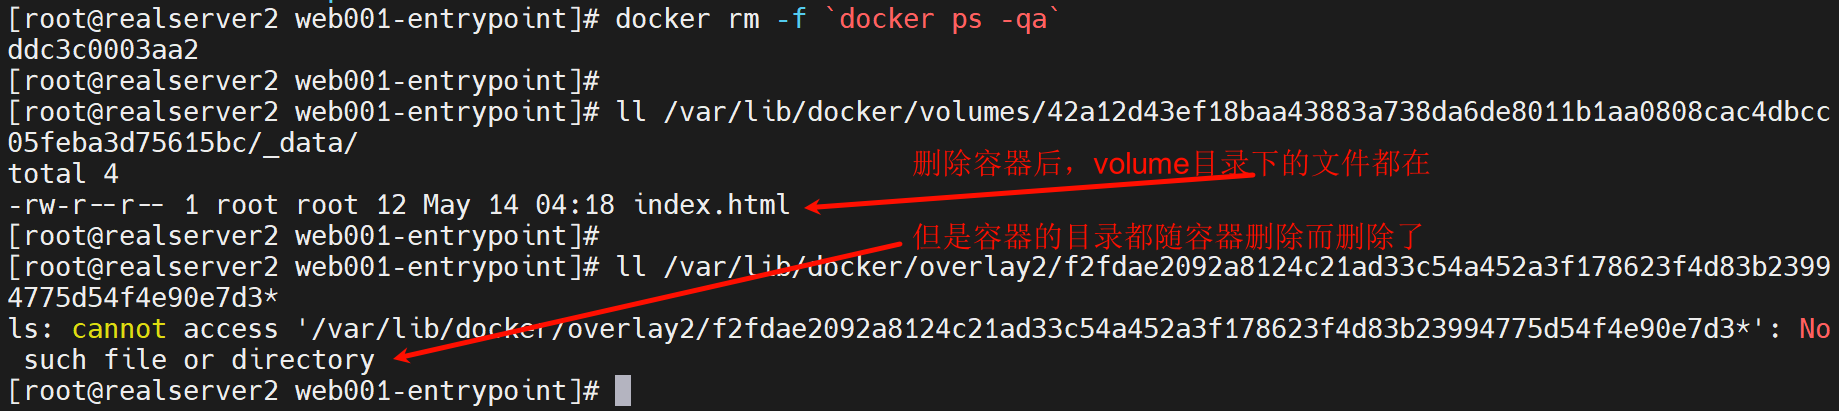 [root@realserver2 web001-entrypoint]# docker rm -f `docker ps -qa`
ddc3c0003aa2
[root@realserver2 web001-entrypoint]#
[root@realserver2 web001-entrypoint]# ll /var/lib/docker/volumes/42a12d43ef18baa43883a738da6de8011b1aa0808cac4dbcc
05feba3d75615bc/_data/
total 4
删除容器后，volume目录下的文件都在
-rw-r--r-- 1 root root 12 May 14 04:18 index.html
[root@realserver2 web001-entrypoint]#
但是容器的目录都随容器删除而删除了
[root@realserver2 web001-entrypoint]# ll /var/lib/docker/overlay2/f2fdae2092a8124c21ad33c54a452a3f178623f4d83b2399
4775d54f4e90e7d3*
ls: cannot access '/var/lib/docker/overlay2/f2fdae2092a8124c21ad33c54a452a3f178623f4d83b23994775d54f4e90e7d3*': No
such file or directory
[root@realserver2 web001-entrypoint]#